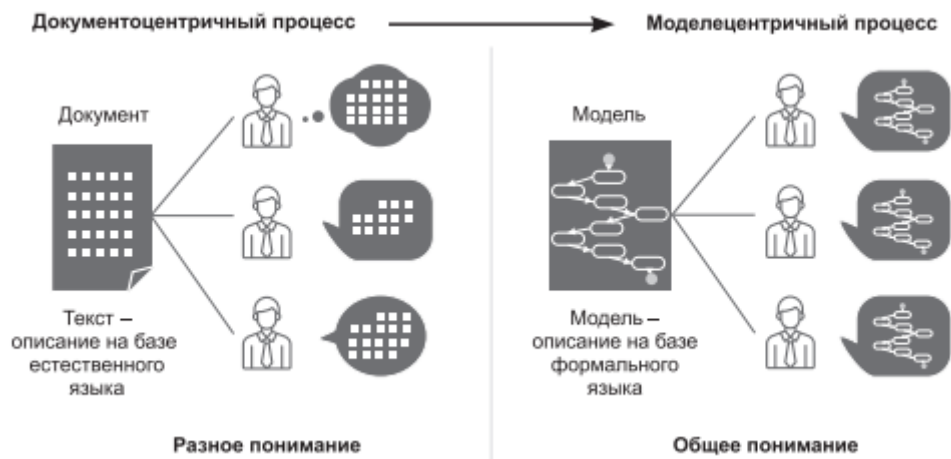 Документоцентричный процесс
Моделецентричный процесс
Документ
Текст –
описание на базе
естественного
языка
Разное понимание
Модель
Модель –
описание на базе
формального
языка
Общее понимание